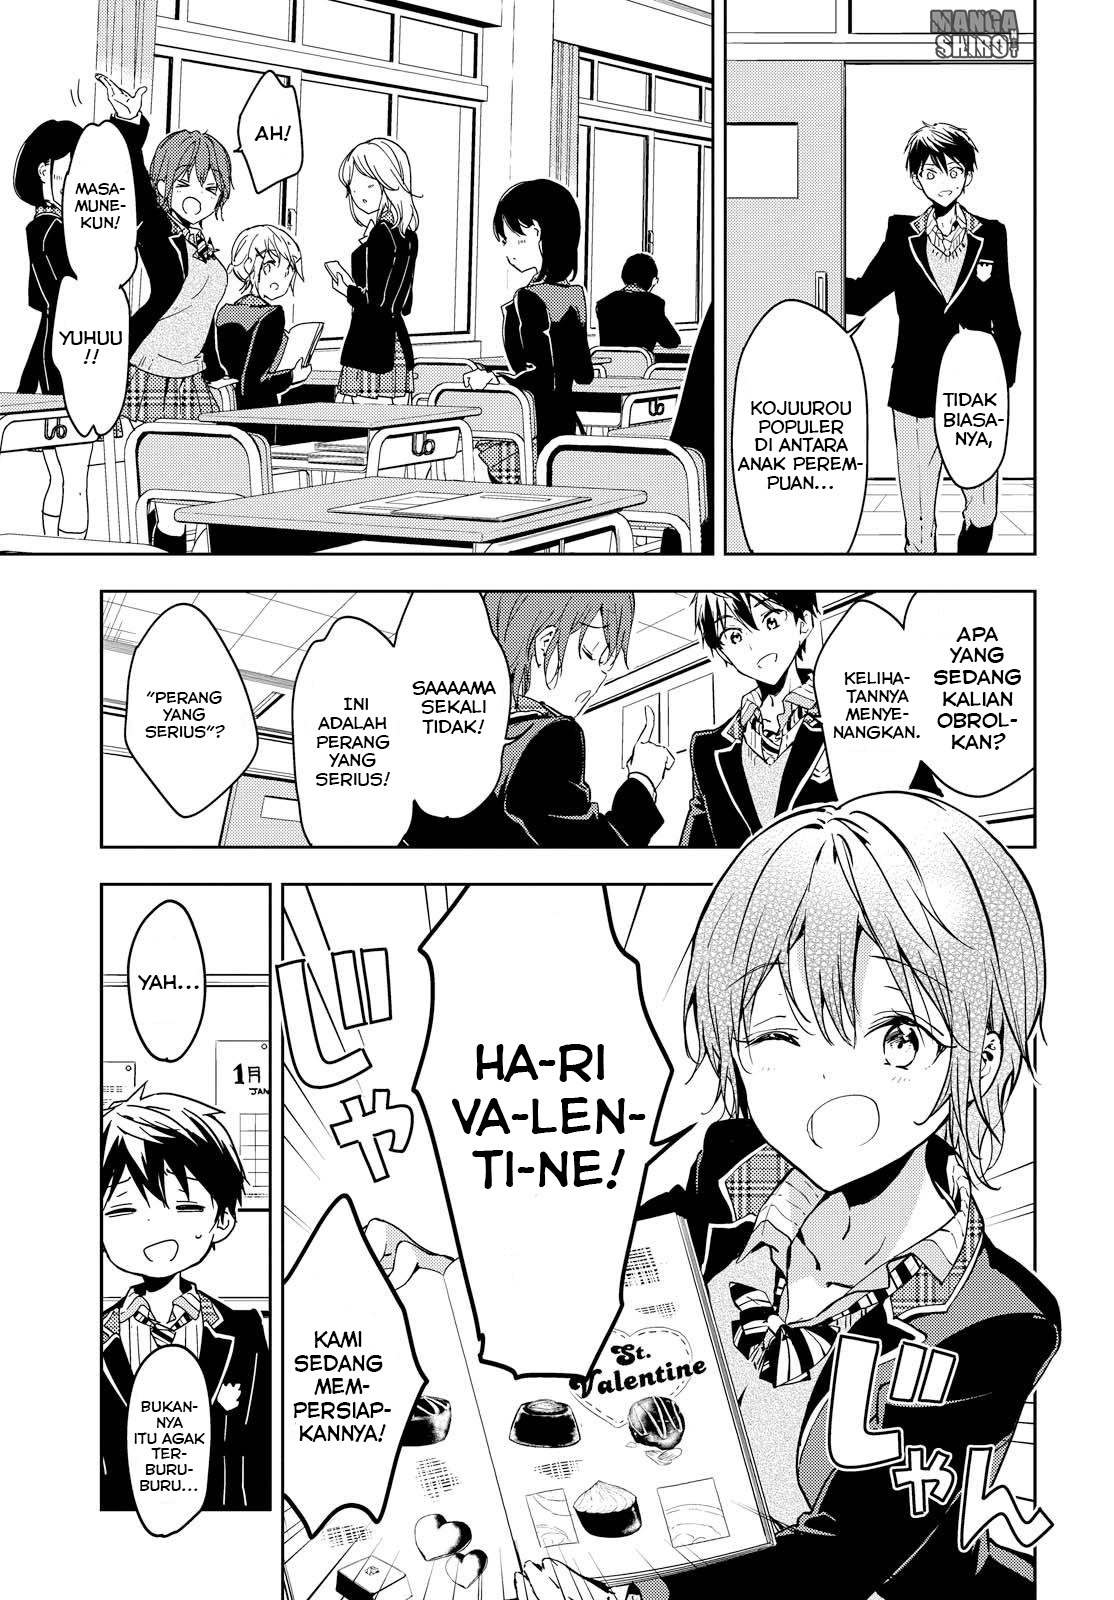 MANGA
SHIRO!
TIDAK
BIASA-
NYA,
KOJUUROU
POPULER
DI ANTARA
ANAK PEREM-
PUAN...
AH!
MASA-
MUNE-
KUN!
YUHUU
!!
APA
YANG
SEDANG
KALIAN
OBROL-
KAN?
KELIHA-
TANNYA
MENYE-
NANGKAN.
SAAAAMA
SEKALI
TIDAK!
INI
ADALAH
PERANG
YANG
SERIUS!
"PERANG
YANG
SERIUS"?
HA-RI
VA-LEN-
TI-NE!
じゃ
じゃん
St.
Valentine
KAMI
SEDANG
MEM-
PERSIAP-
KANNYA!
YAH...
1月
JAN
BUKAN-
NYA
ITU AGAK
TER-
BURU-
BURU...